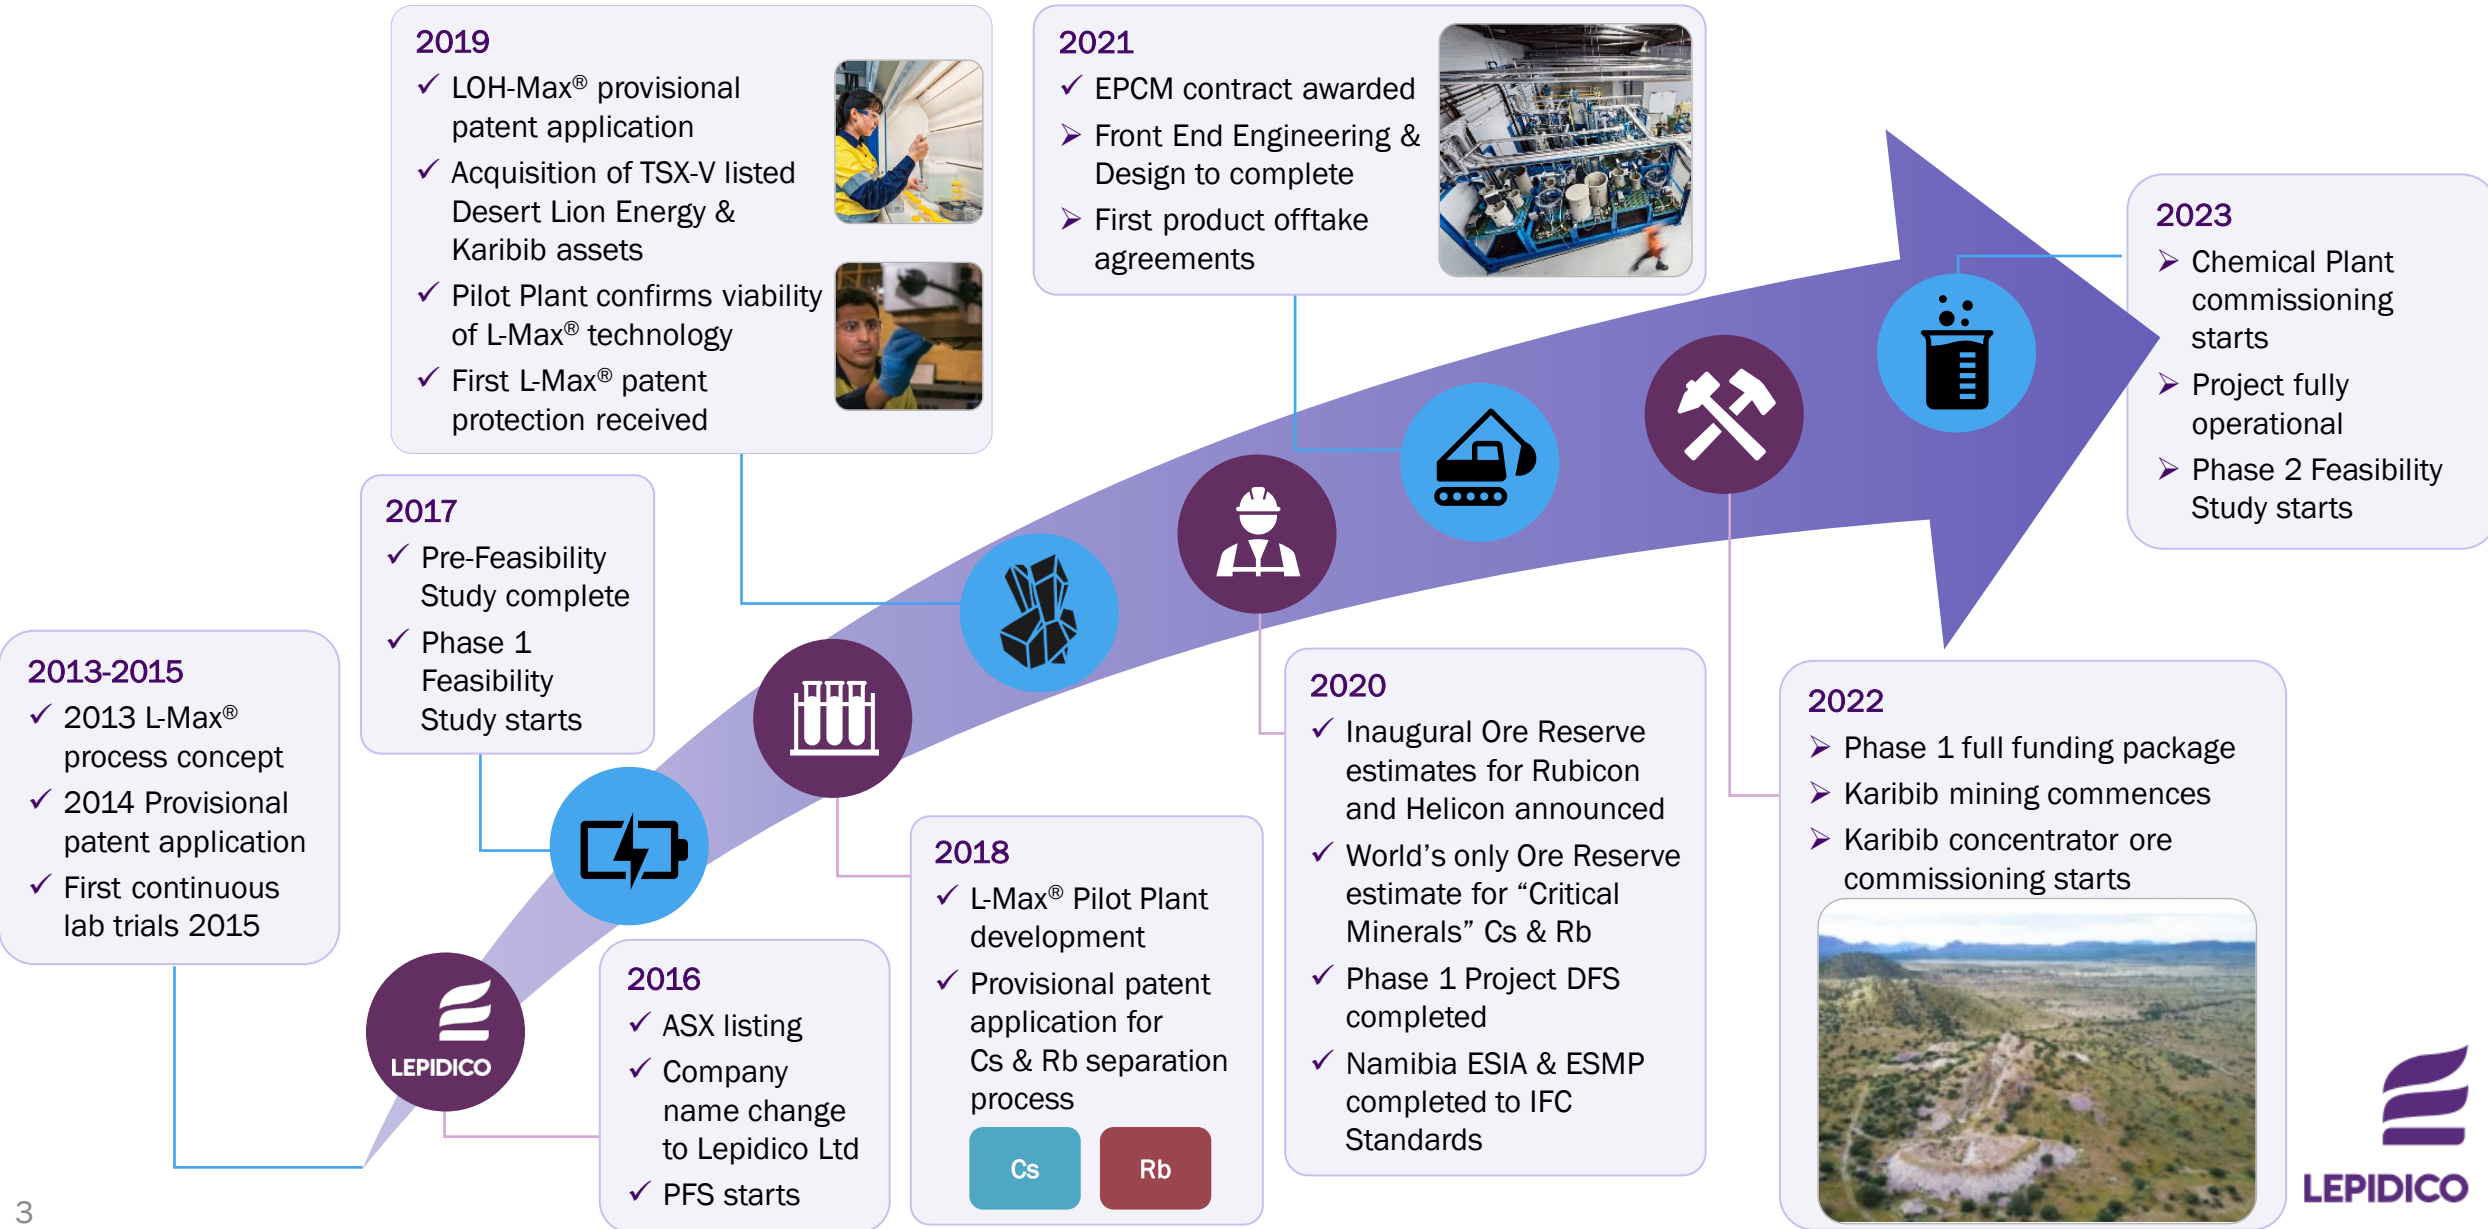 2013-2015
✓ 2013 L-Max®
process concept
✓ 2014 Provisional
patent application
✓ First continuous
lab trials 2015
LEPIDICO
2016
✓ ASX listing
✓ Company
name change
to Lepidico Ltd
✓ PFS starts
2017
✓ Pre-Feasibility
Study complete
✓ Phase 1
Feasibility
Study starts
2018
✓ L-Max® Pilot Plant
development
✓ Provisional patent
application for
Cs & Rb separation
process
Cs
Rb
2019
✓ LOH-Max® provisional
patent application
✓ Acquisition of TSX-V listed
Desert Lion Energy &
Karibib assets
✓ Pilot Plant confirms viability
of L-Max® technology
✓ First L-Max® patent
protection received
2020
✓ Inaugural Ore Reserve
estimates for Rubicon
and Helicon announced
✓ World’s only Ore Reserve
estimate for “Critical
Minerals” Cs & Rb
✓ Phase 1 Project DFS
completed
✓ Namibia ESIA & ESMP
completed to IFC
Standards
2021
✓ EPCM contract awarded
➢ Front End Engineering &
Design to complete
➢ First product offtake
agreements
2022
➢ Phase 1 full funding package
➢ Karibib mining commences
➢ Karibib concentrator ore
commissioning starts
2023
➢ Chemical Plant
commissioning
starts
➢ Project fully
operational
➢ Phase 2 Feasibility
Study starts
LEPIDICO
3